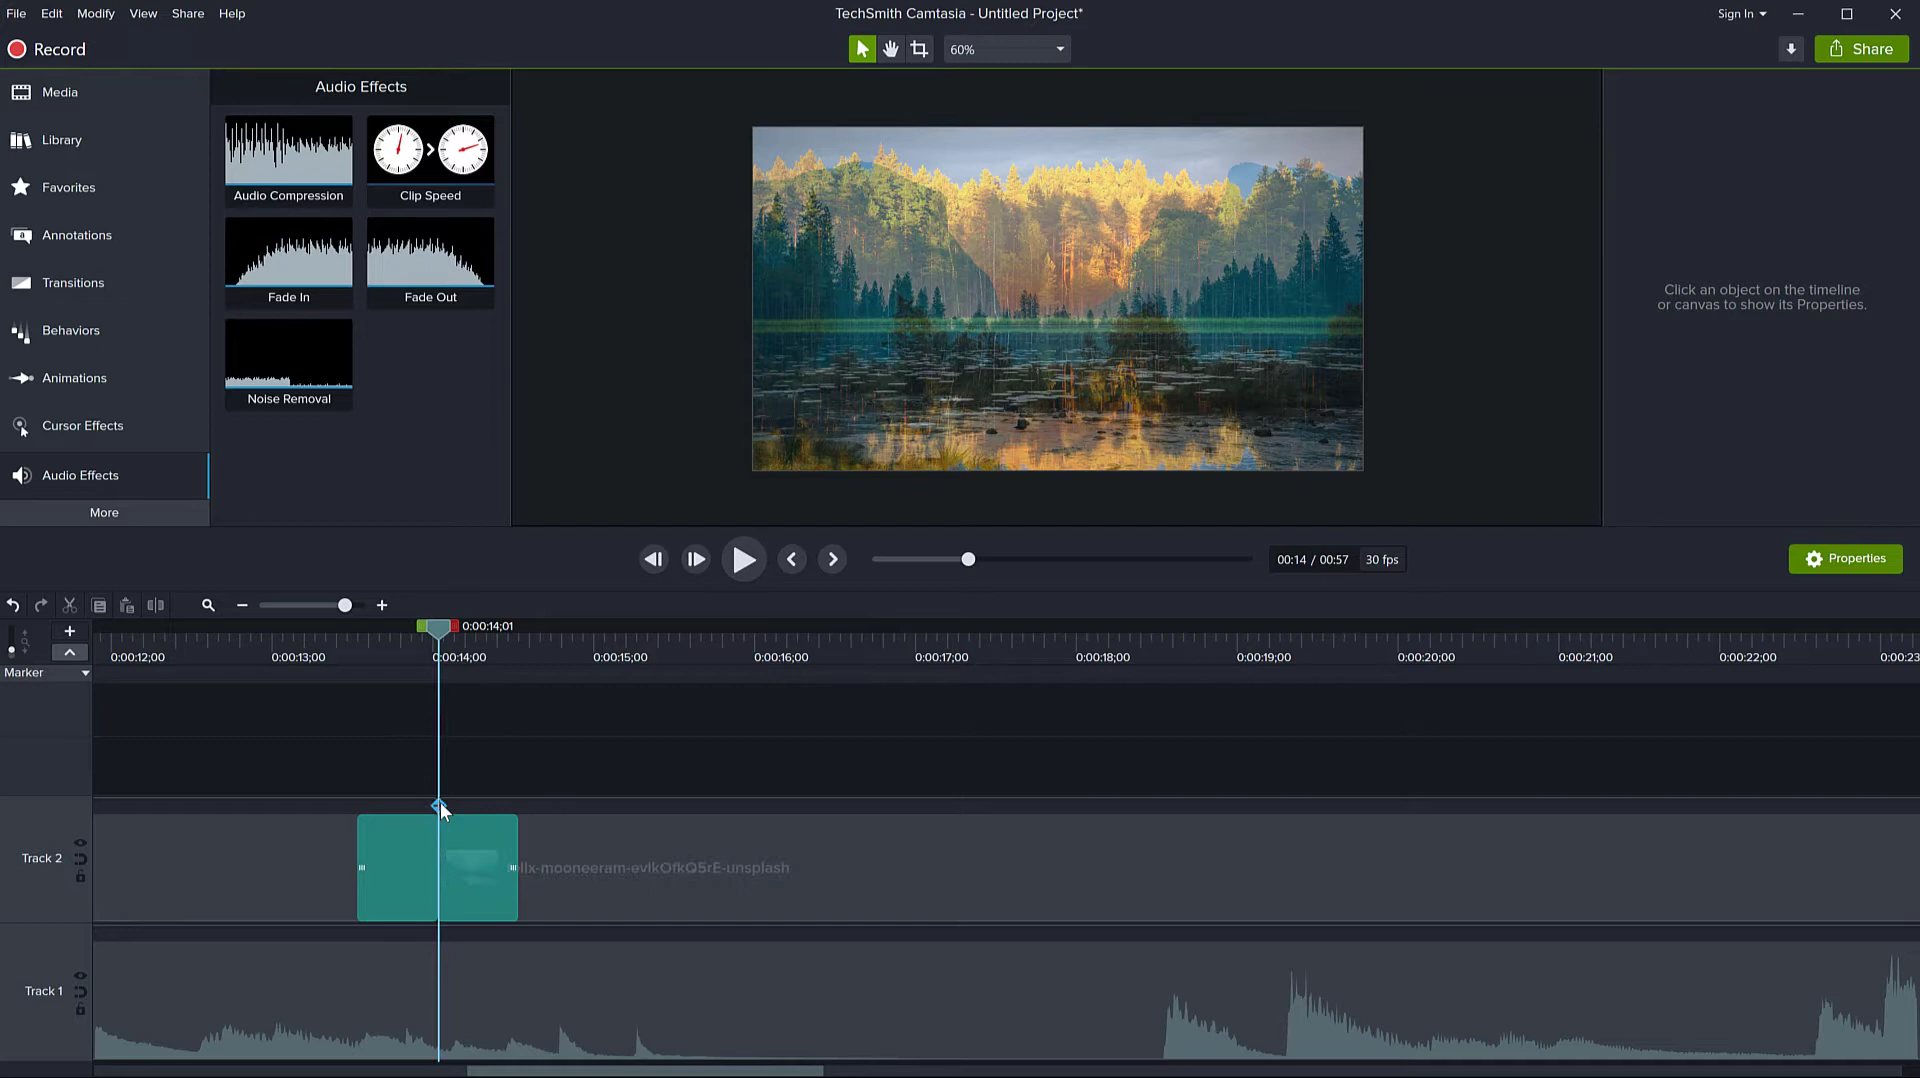 File Edit Modify View Share Help
TechSmith Camtasia - Untitled Project*
Sign In
Record
60%
Share
Media
Library
Favorites
Annotations
Transitions
Behaviors
Animations
Cursor Effects
Audio Effects
More
Audio Effects
Audio Compression
Clip Speed
Fade In
Fade Out
Noise Removal
Click an object on the timeline
or canvas to show its Properties.
00:14 / 00:57
30 fps
Properties
0:00:14;01
0:00:12;00 0:00:13;00 0:00:14;00 0:00:15;00 0:00:16;00 0:00:17;00 0:00:18;00 0:00:19;00 0:00:20;00 0:00:21;00 0:00:22;00 0:00:23
Marker
Track 2
Track 1